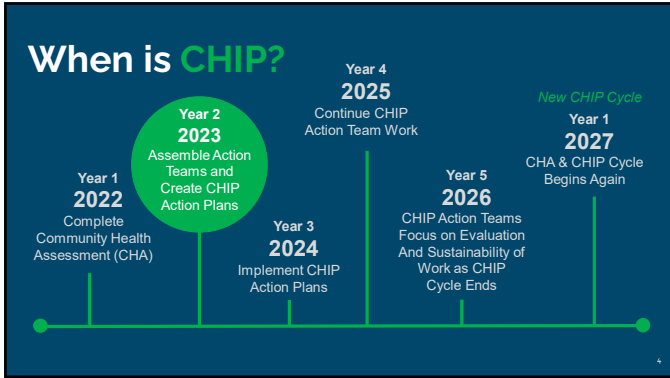 When is CHIP?
Year 1
2022
Complete
Community Health
Assessment (CHA)
Year 2
2023
Assemble Action
Teams and
Create CHIP
Action Plans
Year 3
2024
Implement CHIP
Action Plans
Year 4
2025
Continue CHIP
Action Team Work
Year 5
2026
CHIP Action Teams
Focus on Evaluation
And Sustainability of
Work as CHIP
Cycle Ends
New CHIP Cycle
Year 1
2027
CHA & CHIP Cycle
Begins Again
4